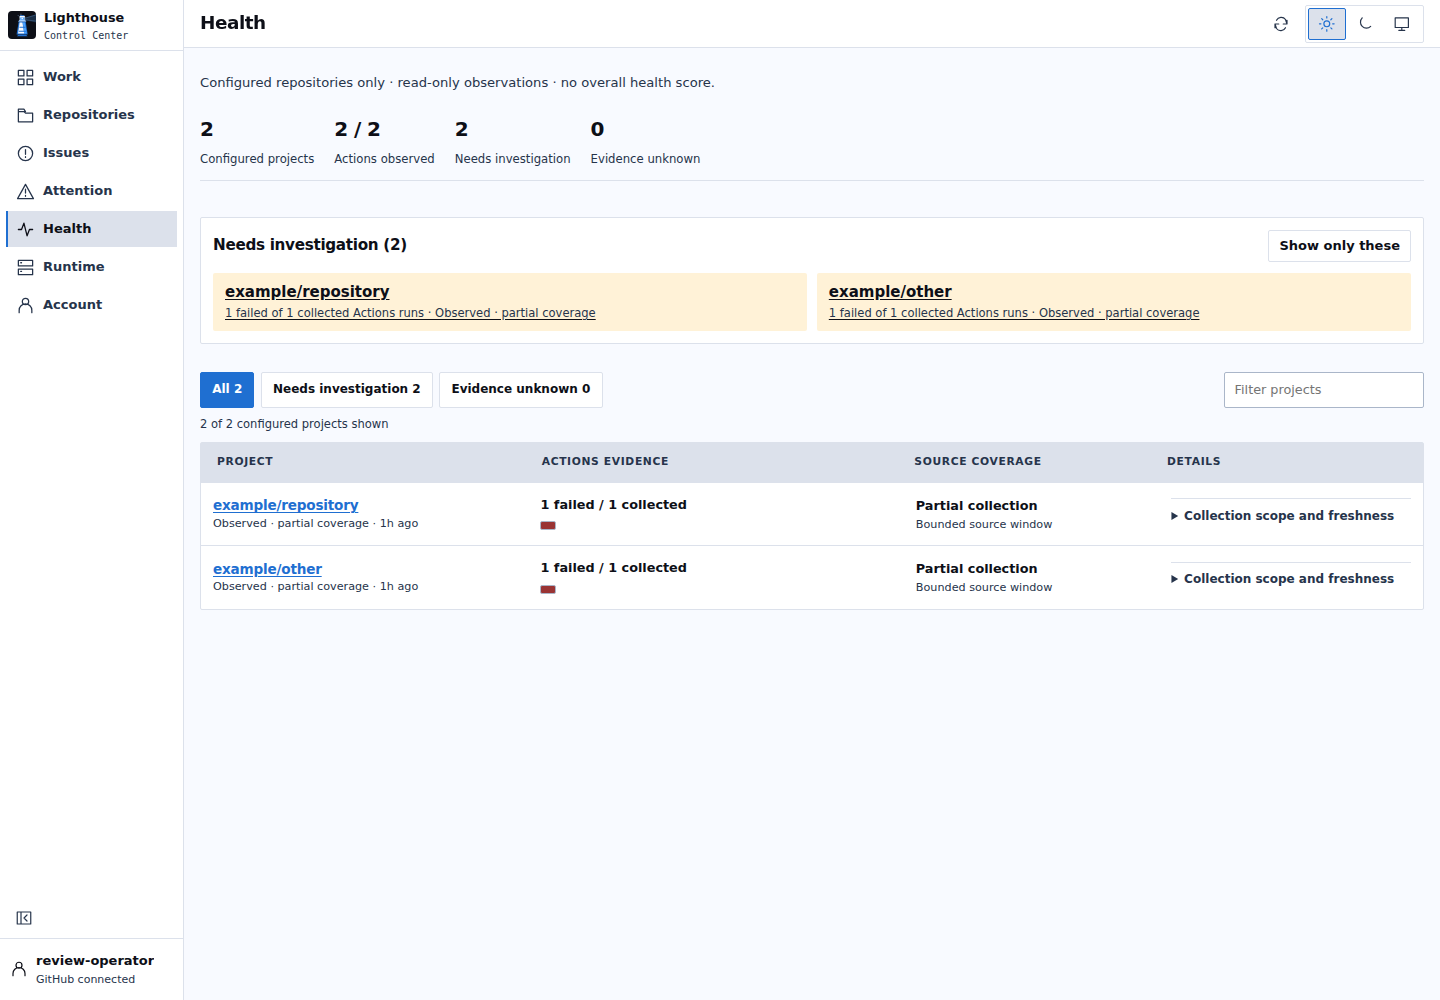 Lighthouse
Control Center
Work
Repositories
Issues
Attention
Health
Runtime
Account
review-operator
GitHub connected
Health
Configured repositories only · read-only observations · no overall health score.
2
Configured projects
2 / 2
Actions observed
2
Needs investigation
0
Evidence unknown
Needs investigation (2)
Show only these
example/repository
1 failed of 1 collected Actions runs · Observed · partial coverage
example/other
1 failed of 1 collected Actions runs · Observed · partial coverage
All 2
Needs investigation 2
Evidence unknown 0
Filter projects
2 of 2 configured projects shown
PROJECT ACTIONS EVIDENCE SOURCE COVERAGE DETAILS
example/repository
Observed · partial coverage · 1h ago
1 failed / 1 collected
Partial collection
Bounded source window
Collection scope and freshness
example/other
Observed · partial coverage · 1h ago
1 failed / 1 collected
Partial collection
Bounded source window
Collection scope and freshness